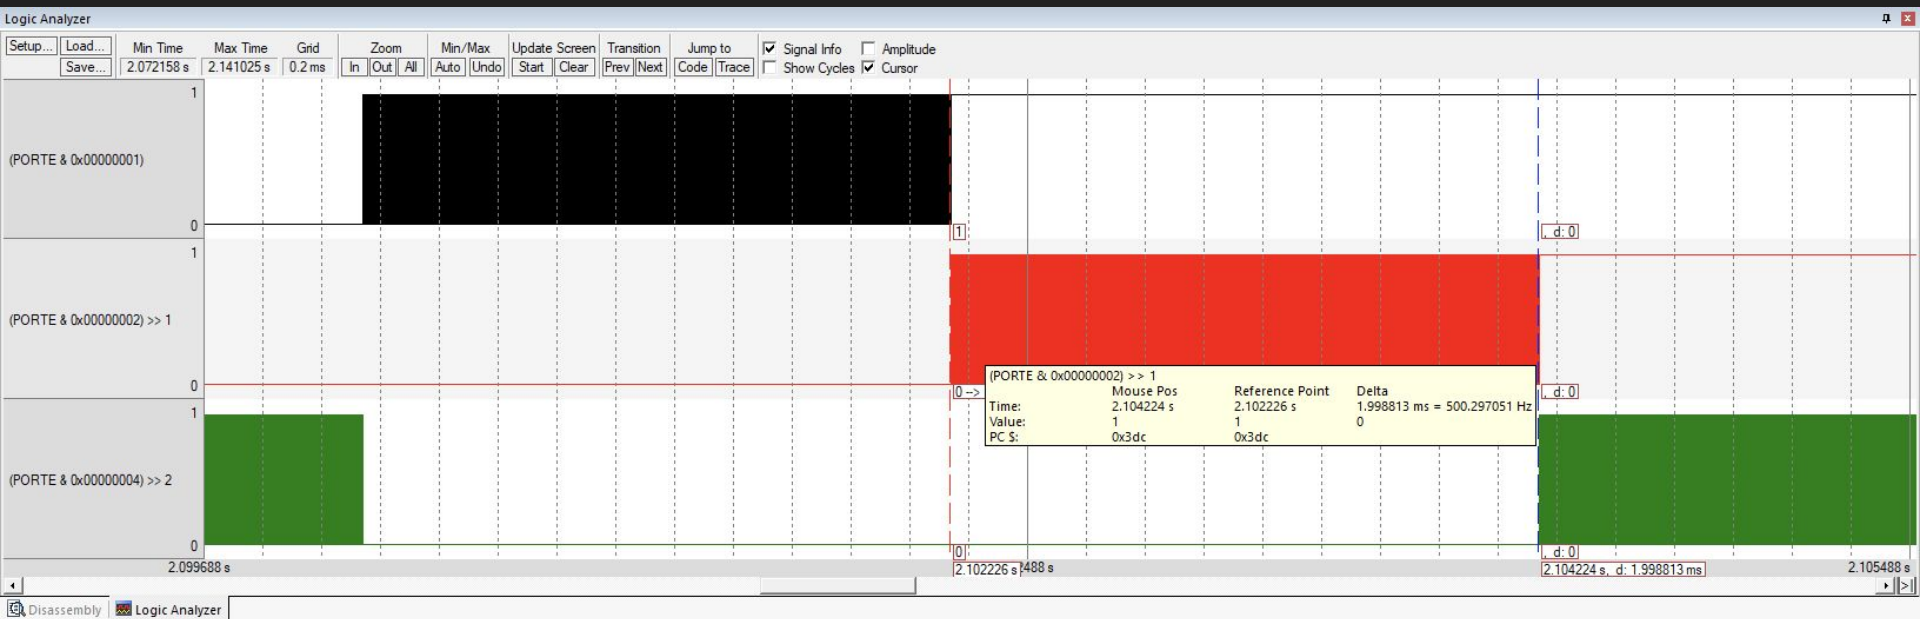 Logic Analyzer
Setup... Load... Min Time Max Time Grid Zoom Min/Max Update Screen Transition Jump to Signal Info Amplitude
Save... 2.072158 s 2.141025 s 0.2 ms In Out All Auto Undo Start Clear Prev Next Code Trace Show Cycles Cursor
1
(PORTE & 0x00000001)
0
1 , d: 0
1
(PORTE & 0x00000002) >> 1
0
0 --> , d: 0
(PORTE & 0x00000002) >> 1
Mouse Pos Reference Point Delta
Time: 2.104224 s 2.102226 s 1.998813 ms = 500.297051 Hz
Value: 1 1 0
PC $: 0x3dc 0x3dc
1
(PORTE & 0x00000004) >> 2
0
0 , d: 0
2.099688 s 2.102226 s 2488 s 2.104224 s, d: 1.998813 ms 2.105488 s
Disassembly Logic Analyzer